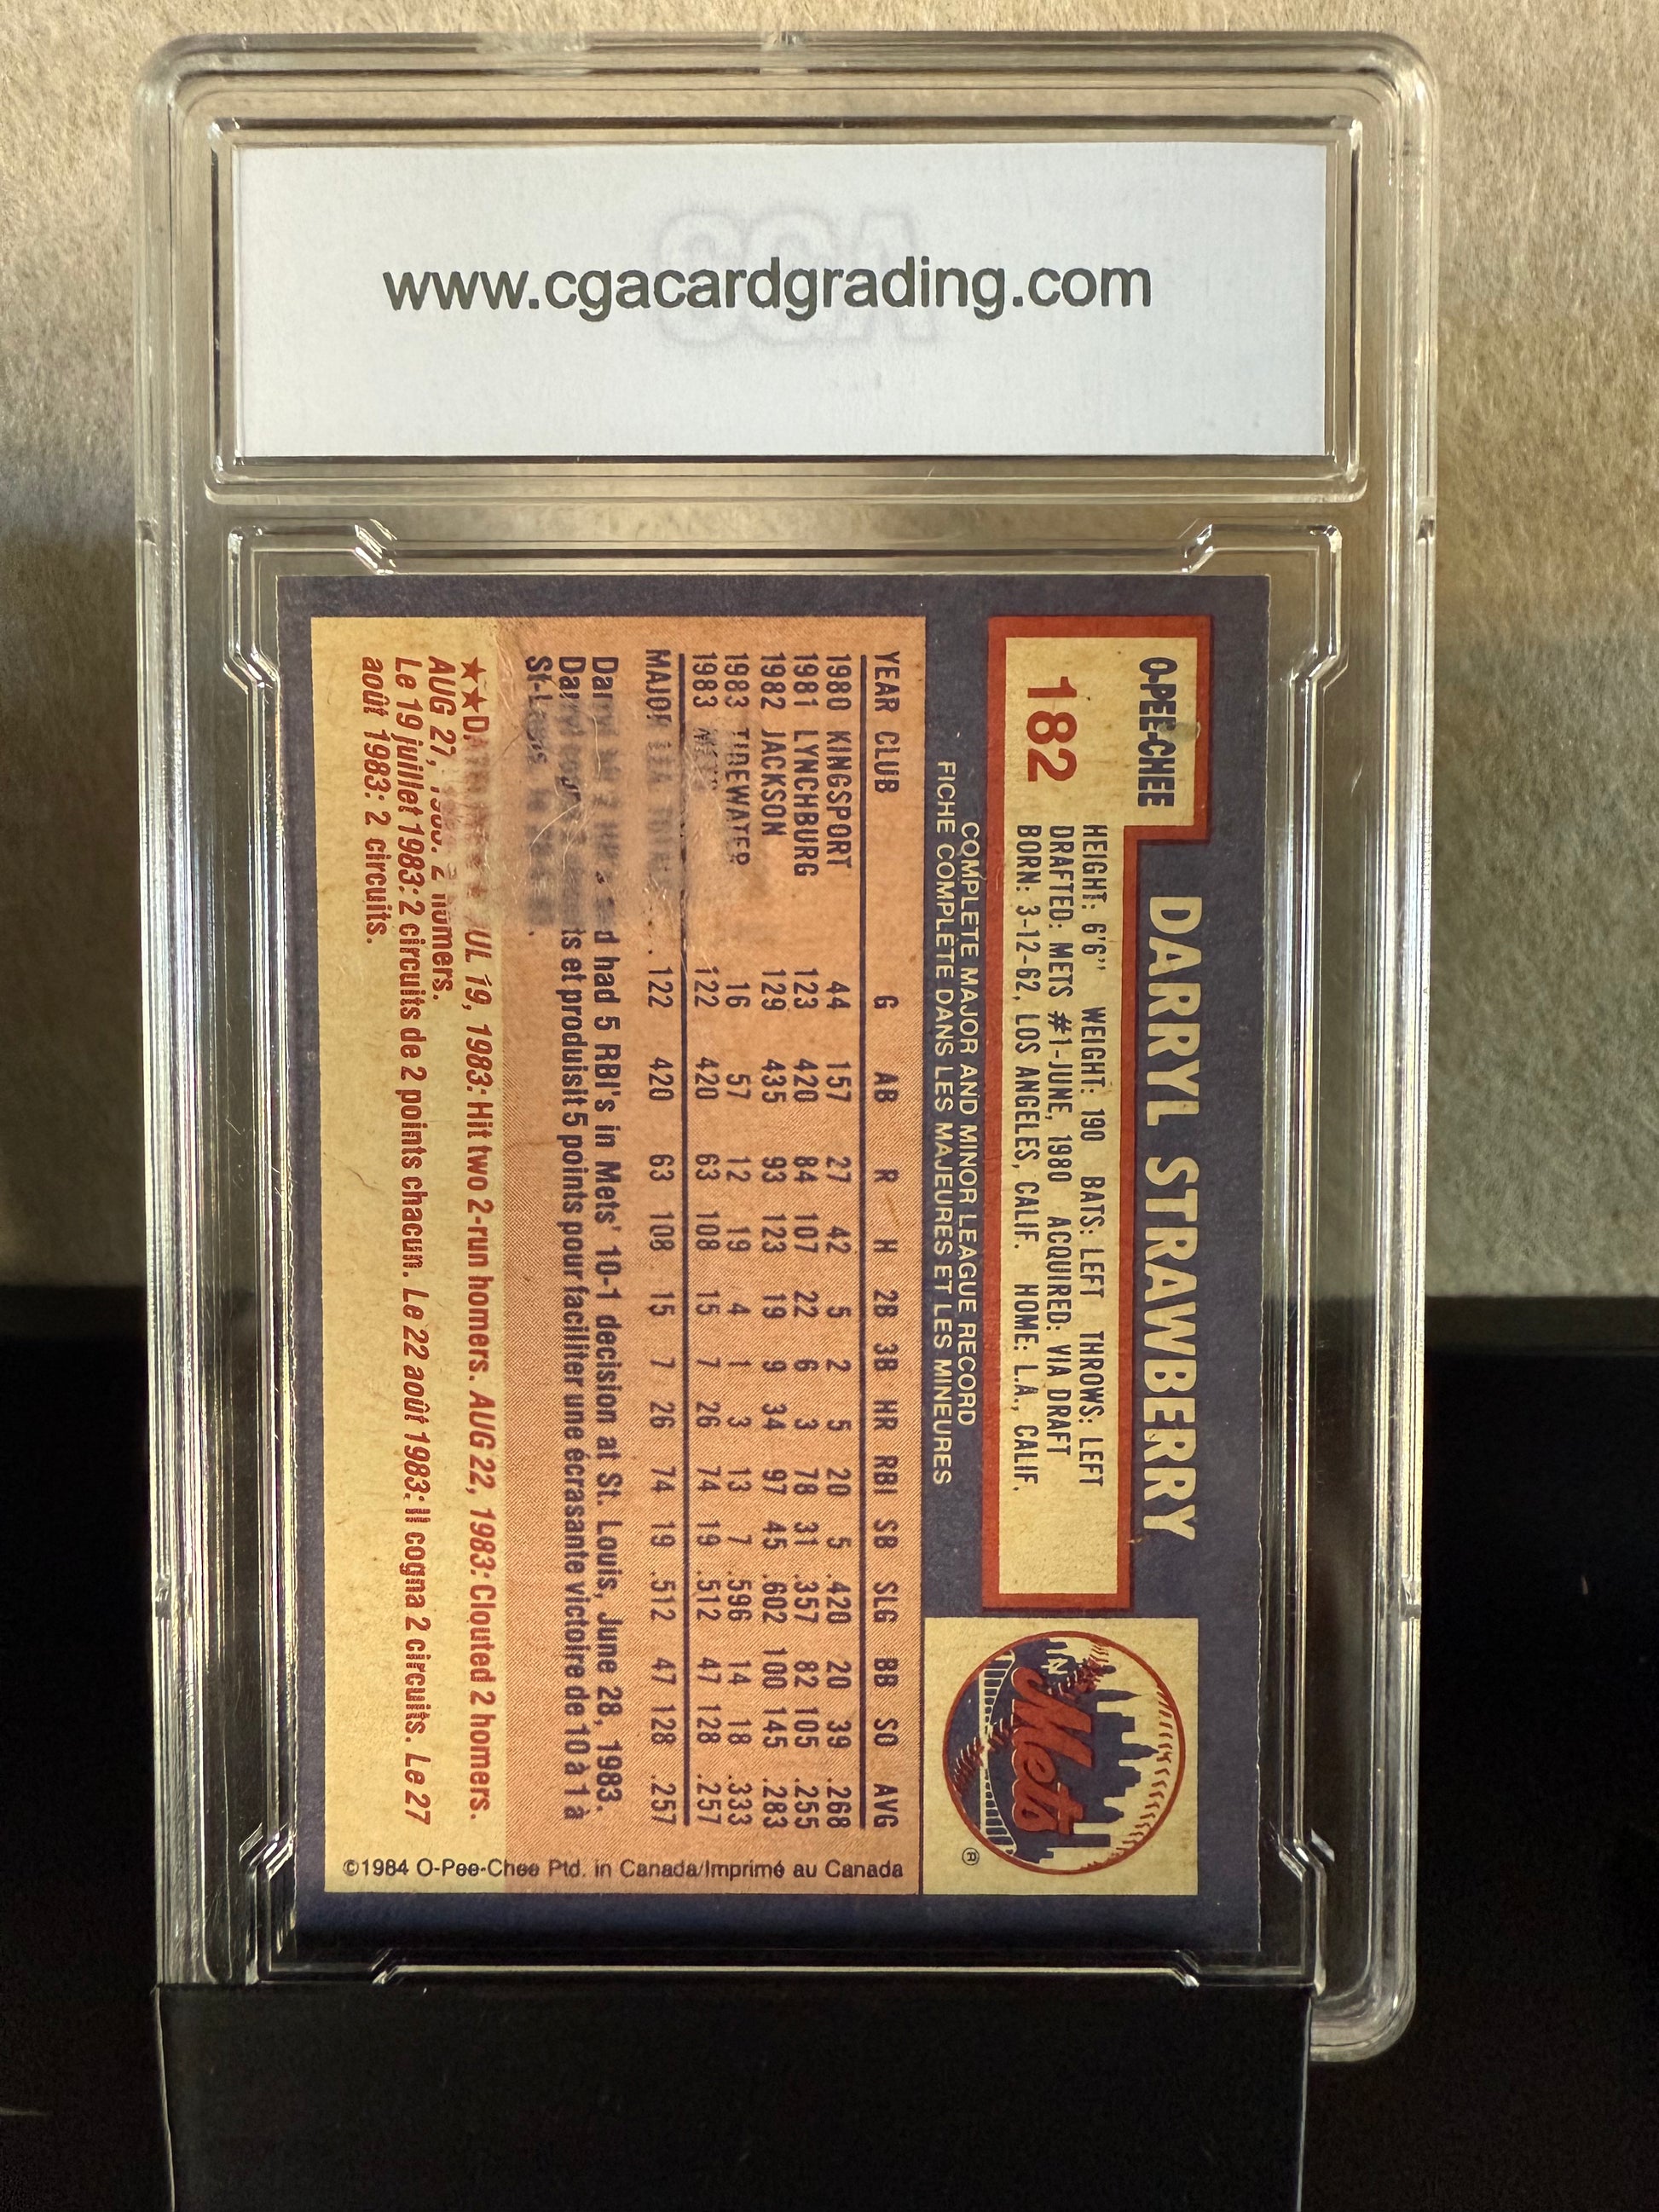 www.cgacardgrading.com
O-PEE-CHEE
182
DARRYL STRAWBERRY
HEIGHT: 6'6" WEIGHT: 190 BATS: LEFT THROWS: LEFT
DRAFTED: METS #1-JUNE, 1980 ACQUIRED: VIA DRAFT
BORN: 3-12-62, LOS ANGELES, CALIF. HOME: L.A., CALIF.
Mets
®
COMPLETE MAJOR AND MINOR LEAGUE RECORD
FICHE COMPLÈTE DANS LES MAJEURES ET LES MINEURES
YEAR CLUB G AB R H 2B 3B HR RBI SB SLG BB SO AVG
1980 KINGSPORT 44 157 27 42 5 2 5 20 5 .420 20 39 .268
1981 LYNCHBURG 123 420 84 107 22 6 3 78 31 .357 82 105 .255
1982 JACKSON 129 435 93 123 19 9 34 97 45 .602 100 145 .283
1983 TIDEWATER 16 57 12 19 4 1 3 13 7 .596 14 18 .333
1983 122 420 63 108 15 7 26 74 19 .512 47 128 .257
MAJOR 122 420 63 108 15 7 26 74 19 .512 47 128 .257
had 5 RBI's in Mets' 10-1 decision at St. Louis, June 28, 1983.
et produisit 5 points pour faciliter une écrasante victoire de 10 à 1 à
★★ JUL 19, 1983: Hit two 2-run homers. AUG 22, 1983: Clouted 2 homers.
AUG 27, 2 homers.
Le 19 juillet 1983: 2 circuits de 2 points chacun. Le 22 août 1983: Il cogna 2 circuits. Le 27
août 1983: 2 circuits.
©1984 O-Pee-Chee Ptd. in Canada/Imprimé au Canada